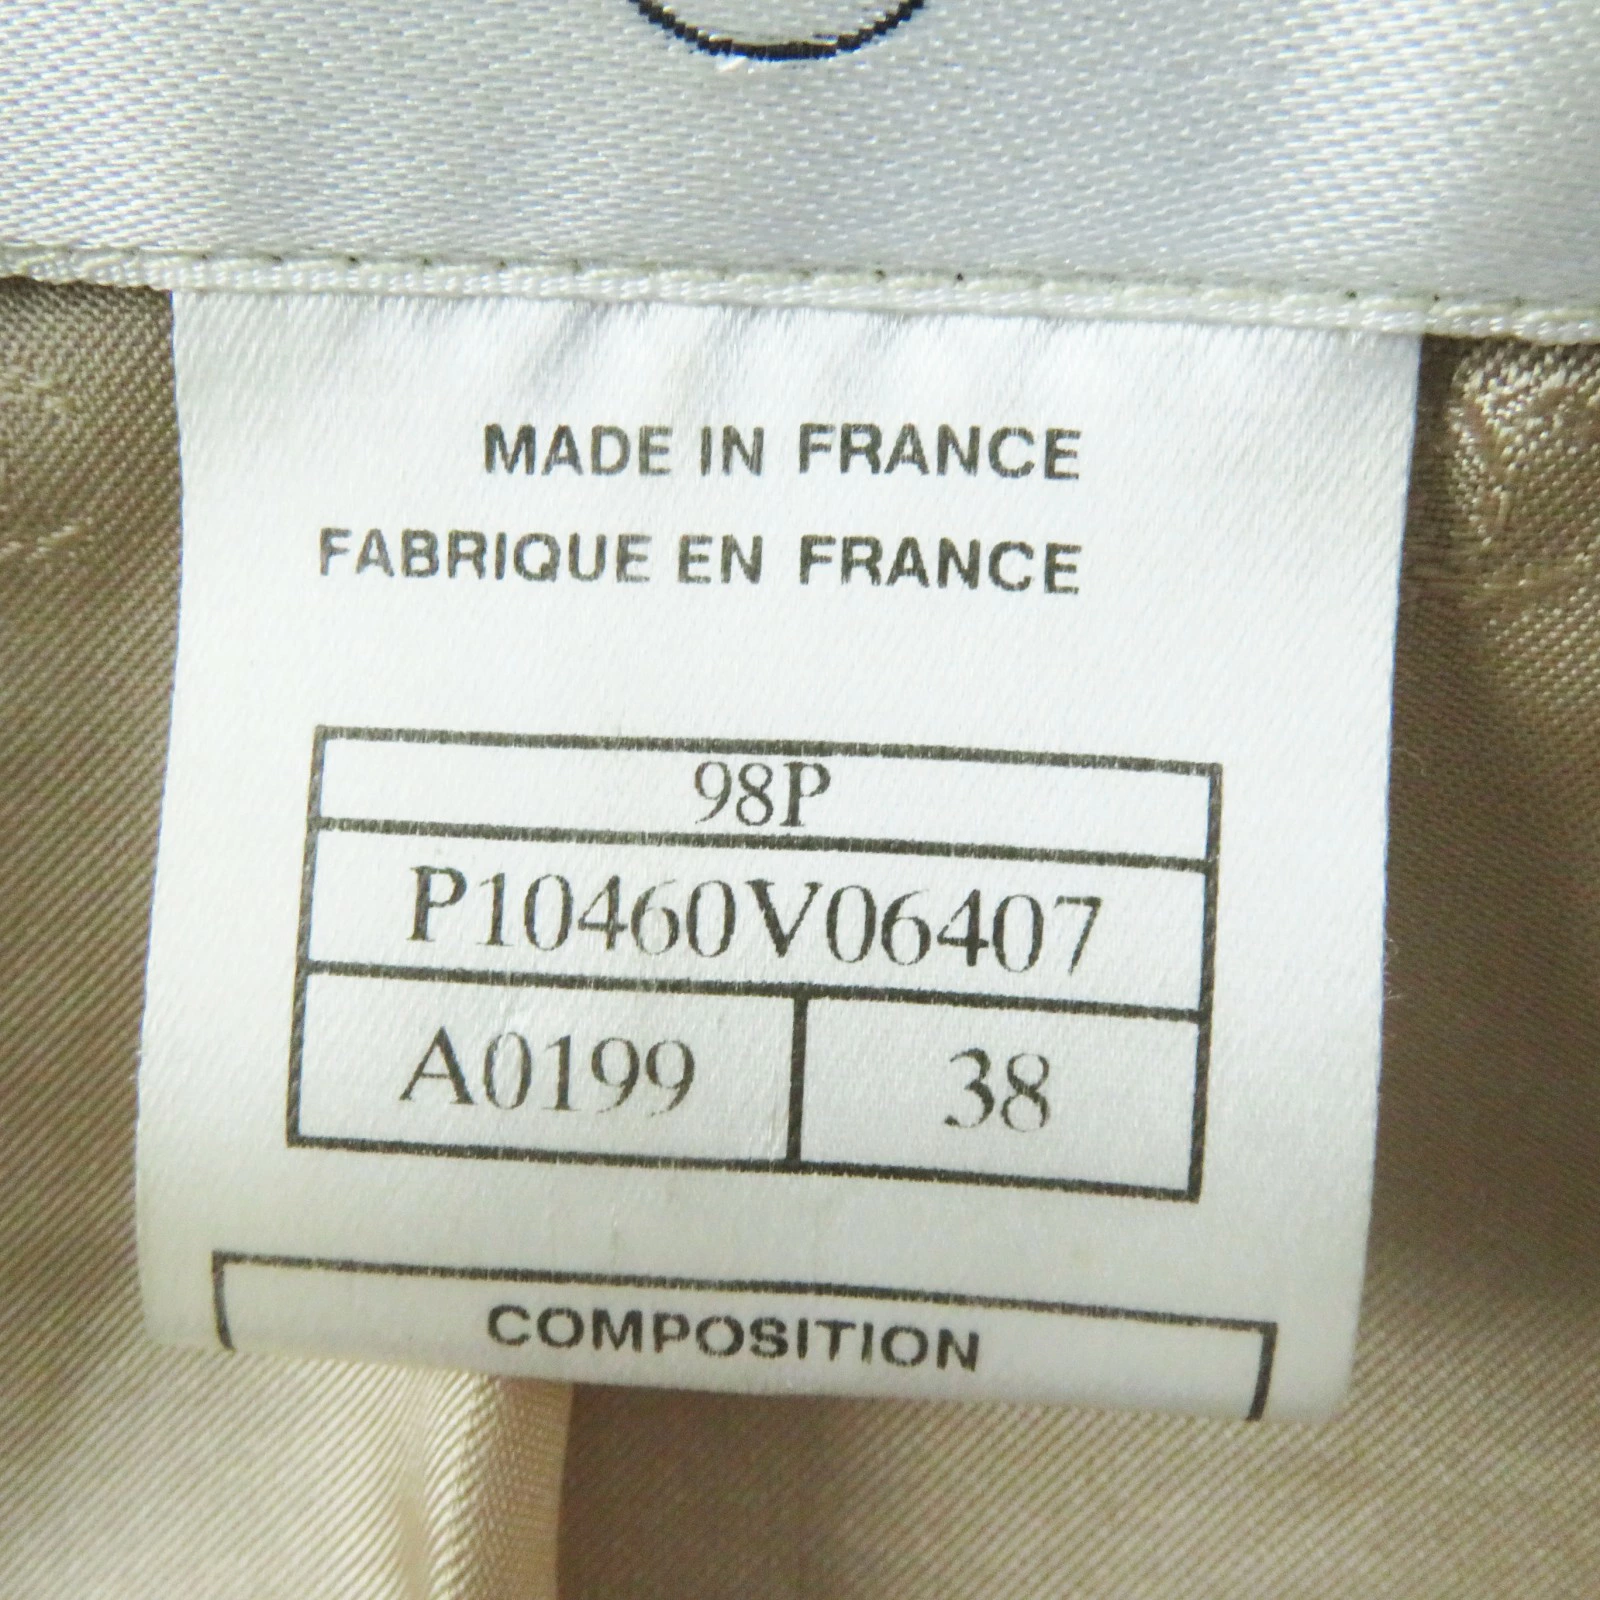 MADE IN FRANCE
FABRIQUE EN FRANCE
98P
P10460V06407
A0199 38
COMPOSITION